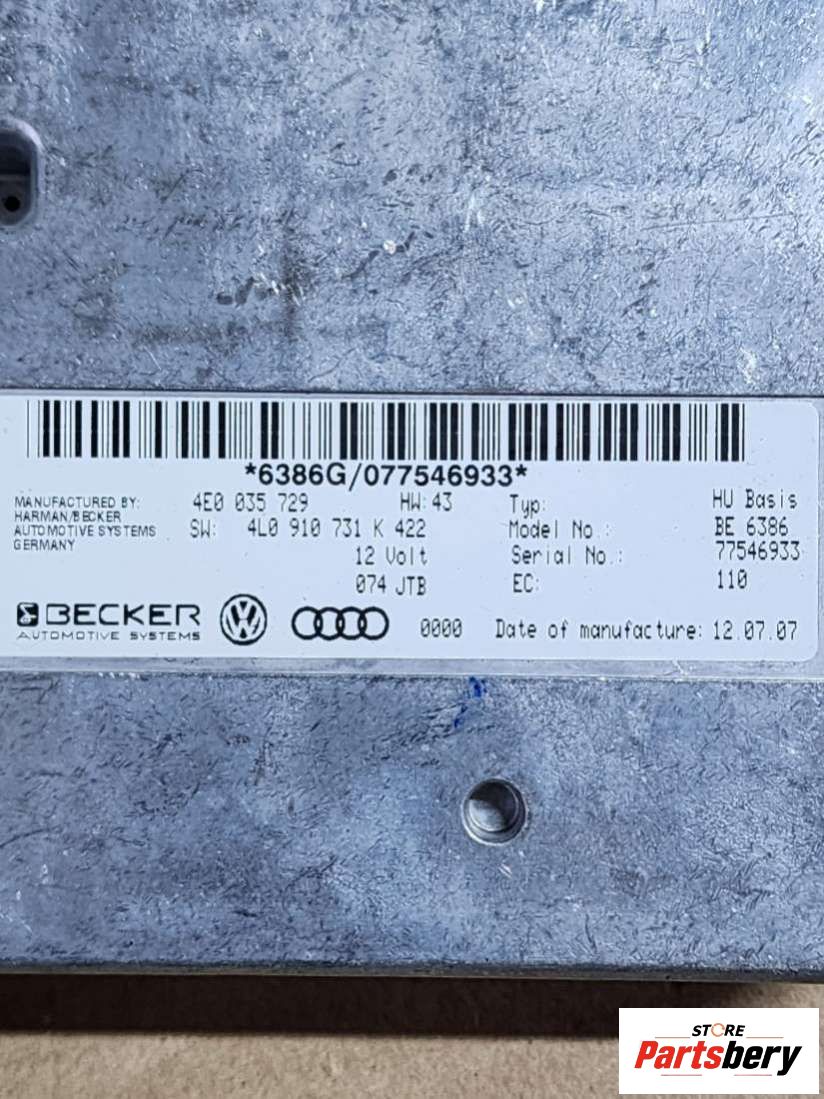 *6386G/077546933*
MANUFACTURED BY:
HARMAN/BECKER
AUTOMOTIVE SYSTEMS
GERMANY
4E0 035 729 HW: 43
SW: 4L0 910 731 K 422
12 Volt
074 JTB
Typ: HU Basis
Model No.: BE 6386
Serial No.: 77546933
EC: 110
BECKER
AUTOMOTIVE SYSTEMS
VW
0000 Date of manufacture: 12.07.07
STORE
Partsbery